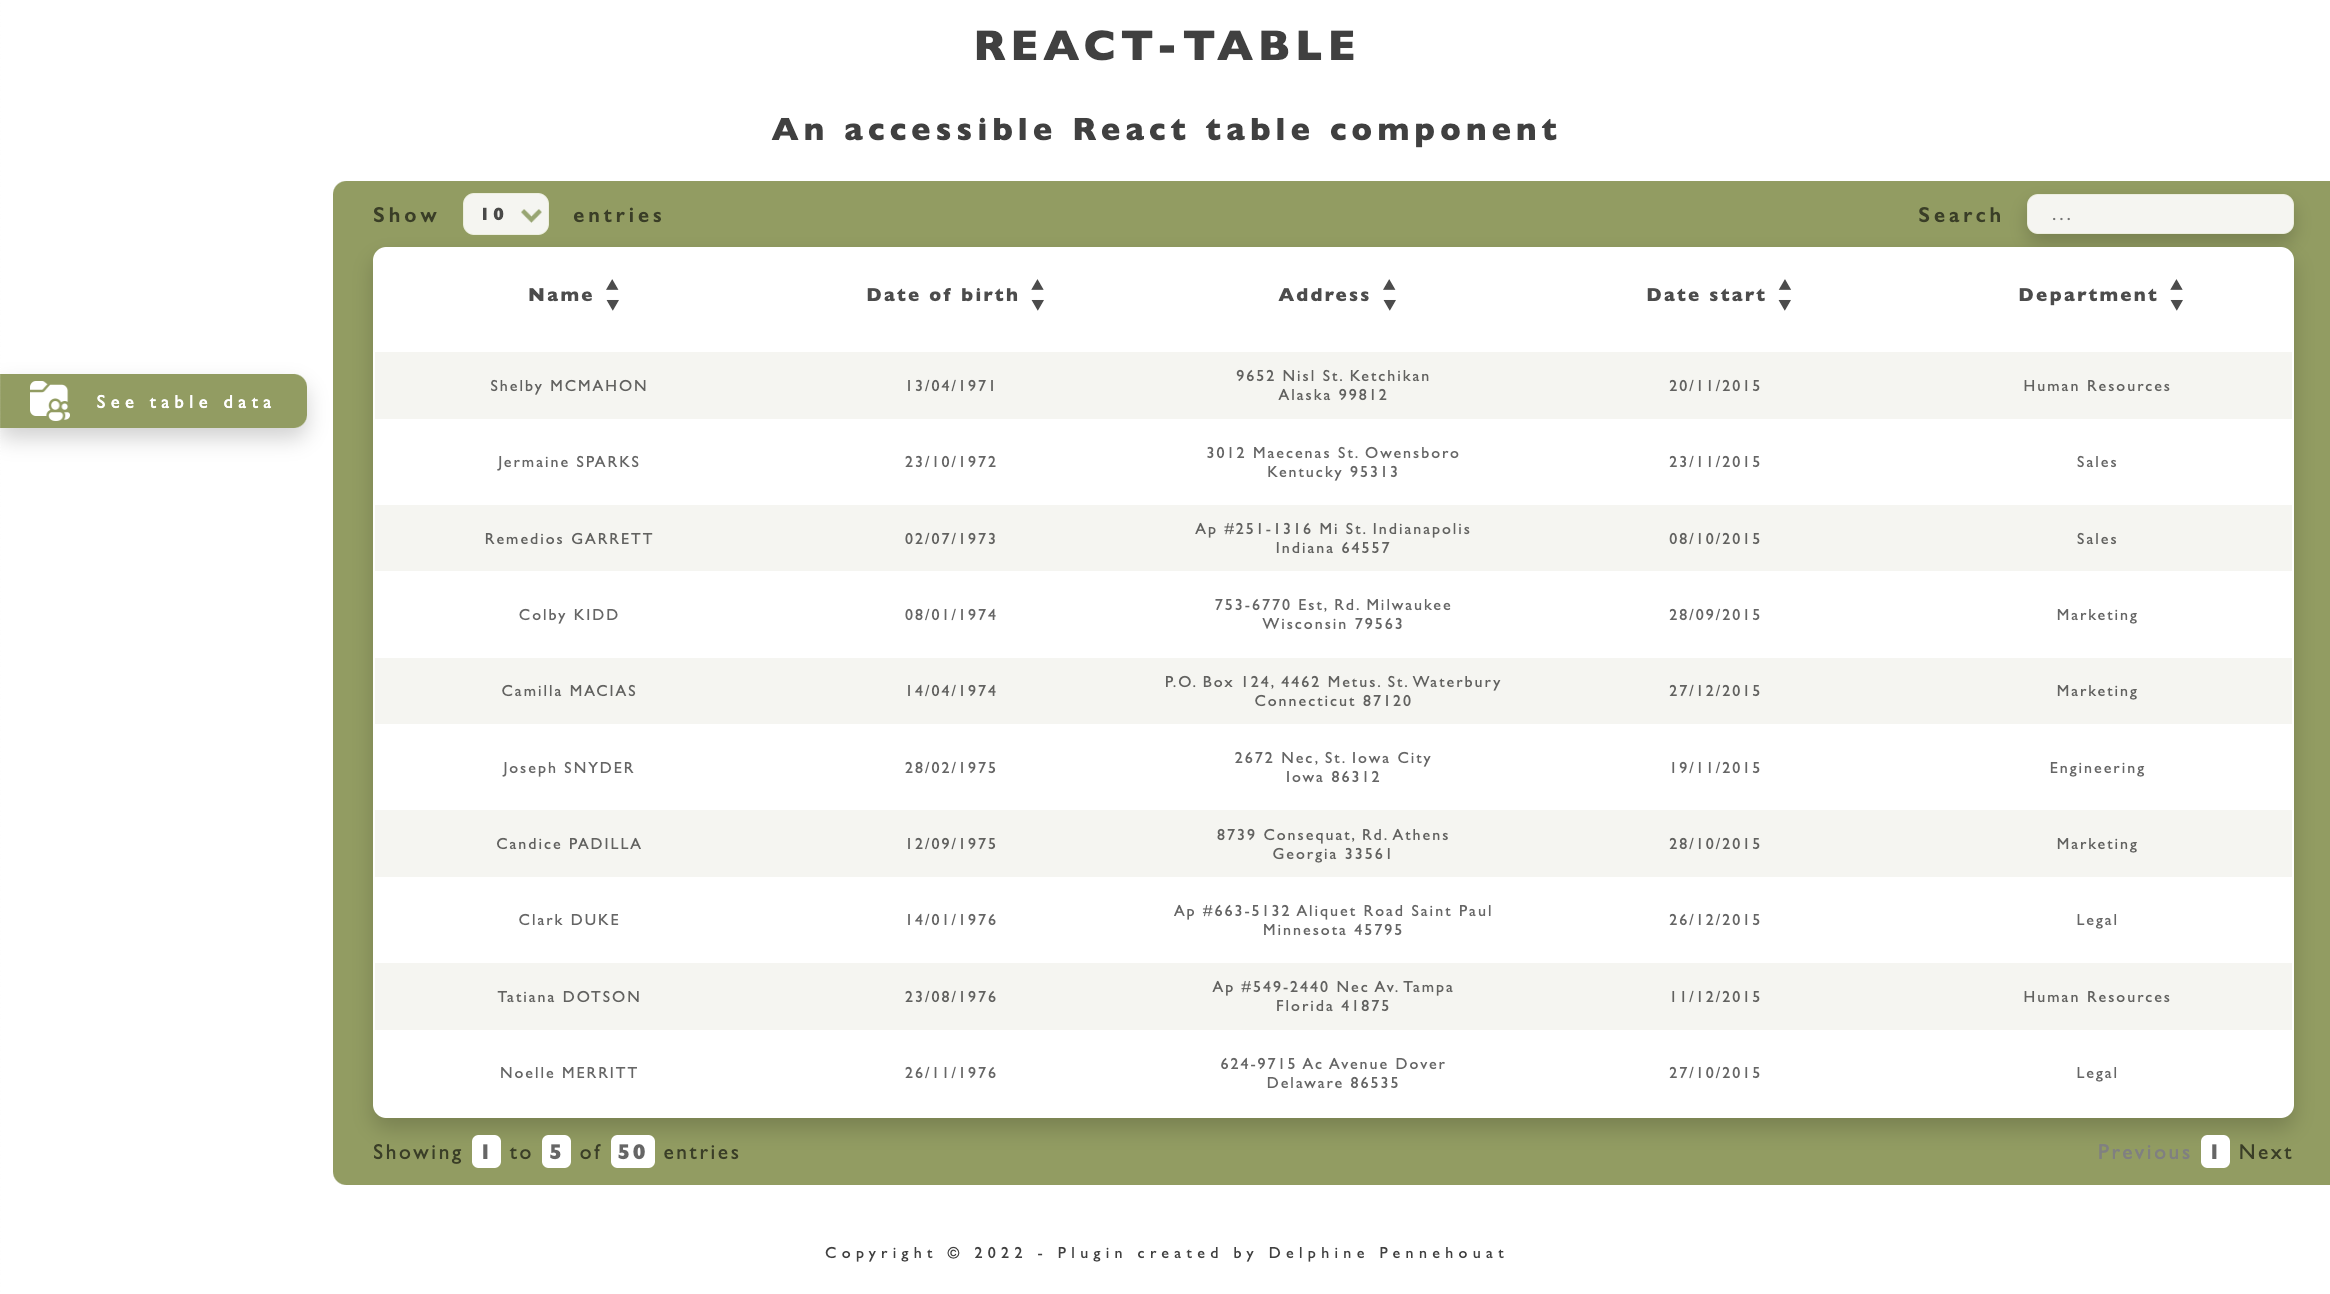 REACT-TABLE
An accessible React table component
Show 10 entries Search ...
Name ▲▼ Date of birth ▲▼ Address ▲▼ Date start ▲▼ Department ▲▼
See table data
Shelby MCMAHON 13/04/1971 9652 Nisl St. Ketchikan 20/11/2015 Human Resources
Alaska 99812
Jermaine SPARKS 23/10/1972 3012 Maecenas St. Owensboro 23/11/2015 Sales
Kentucky 95313
Remedios GARRETT 02/07/1973 Ap #251-1316 Mi St. Indianapolis 08/10/2015 Sales
Indiana 64557
Colby KIDD 08/01/1974 753-6770 Est, Rd. Milwaukee 28/09/2015 Marketing
Wisconsin 79563
Camilla MACIAS 14/04/1974 P.O. Box 124, 4462 Metus. St. Waterbury 27/12/2015 Marketing
Connecticut 87120
Joseph SNYDER 28/02/1975 2672 Nec, St. Iowa City 19/11/2015 Engineering
Iowa 86312
Candice PADILLA 12/09/1975 8739 Consequat, Rd. Athens 28/10/2015 Marketing
Georgia 33561
Clark DUKE 14/01/1976 Ap #663-5132 Aliquet Road Saint Paul 26/12/2015 Legal
Minnesota 45795
Tatiana DOTSON 23/08/1976 Ap #549-2440 Nec Av. Tampa 11/12/2015 Human Resources
Florida 41875
Noelle MERRITT 26/11/1976 624-9715 Ac Avenue Dover 27/10/2015 Legal
Delaware 86535
Showing 1 to 5 of 50 entries Previous 1 Next
Copyright © 2022 - Plugin created by Delphine Pennehouat